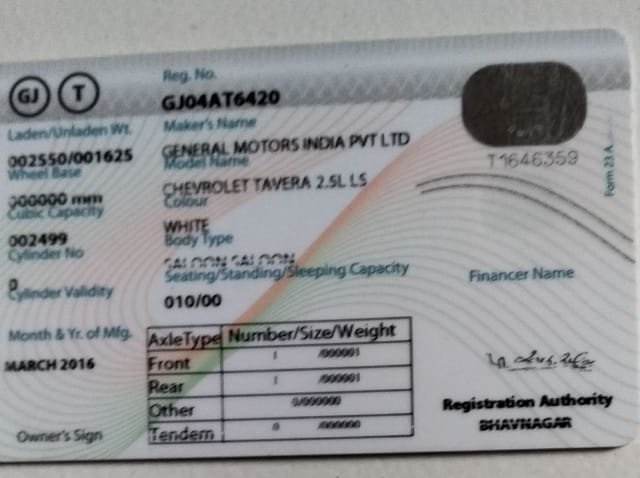 GJ T
Reg. No.
GJ04AT6420
Laden/Unladen Wt.
002550/001625
Maker's Name
GENERAL MOTORS INDIA PVT LTD
T1646359
Form 23 A
Wheel Base
000000 mm
Model Name
CHEVROLET TAVERA 2.5L LS
Cubic Capacity
002499
Colour
WHITE
Cylinder No
Body Type
SALOON SALOON
Cylinder Validity
Seating/Standing/Sleeping Capacity
010/00
Financer Name
Month & Yr. of Mfg.
MARCH 2016
AxleType Number/Size/Weight
Front 1 /000001
Rear 1 /000001
Other 0/000000
Tendem 0 /000000
Owner's Sign
Registration Authority
BHAVNAGAR